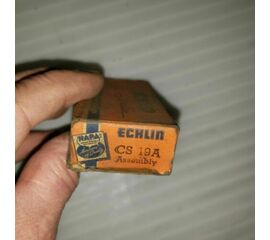 NAPA
ECHLIN
CS 19A
Assembly